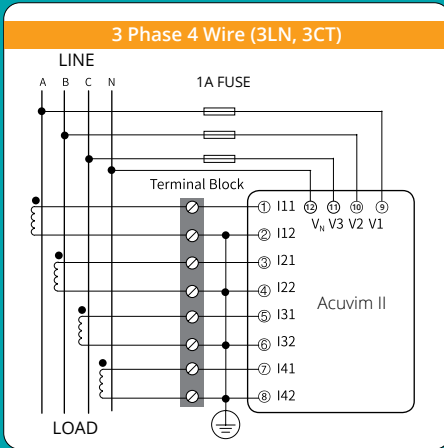 3 Phase 4 Wire (3LN, 3CT)
LINE
A B C N
1A FUSE
Terminal Block
① I11
⑫ ⑪ ⑩ ⑨
VN V3 V2 V1
② I12
③ I21
④ I22
Acuvim II
⑤ I31
⑥ I32
⑦ I41
⑧ I42
LOAD